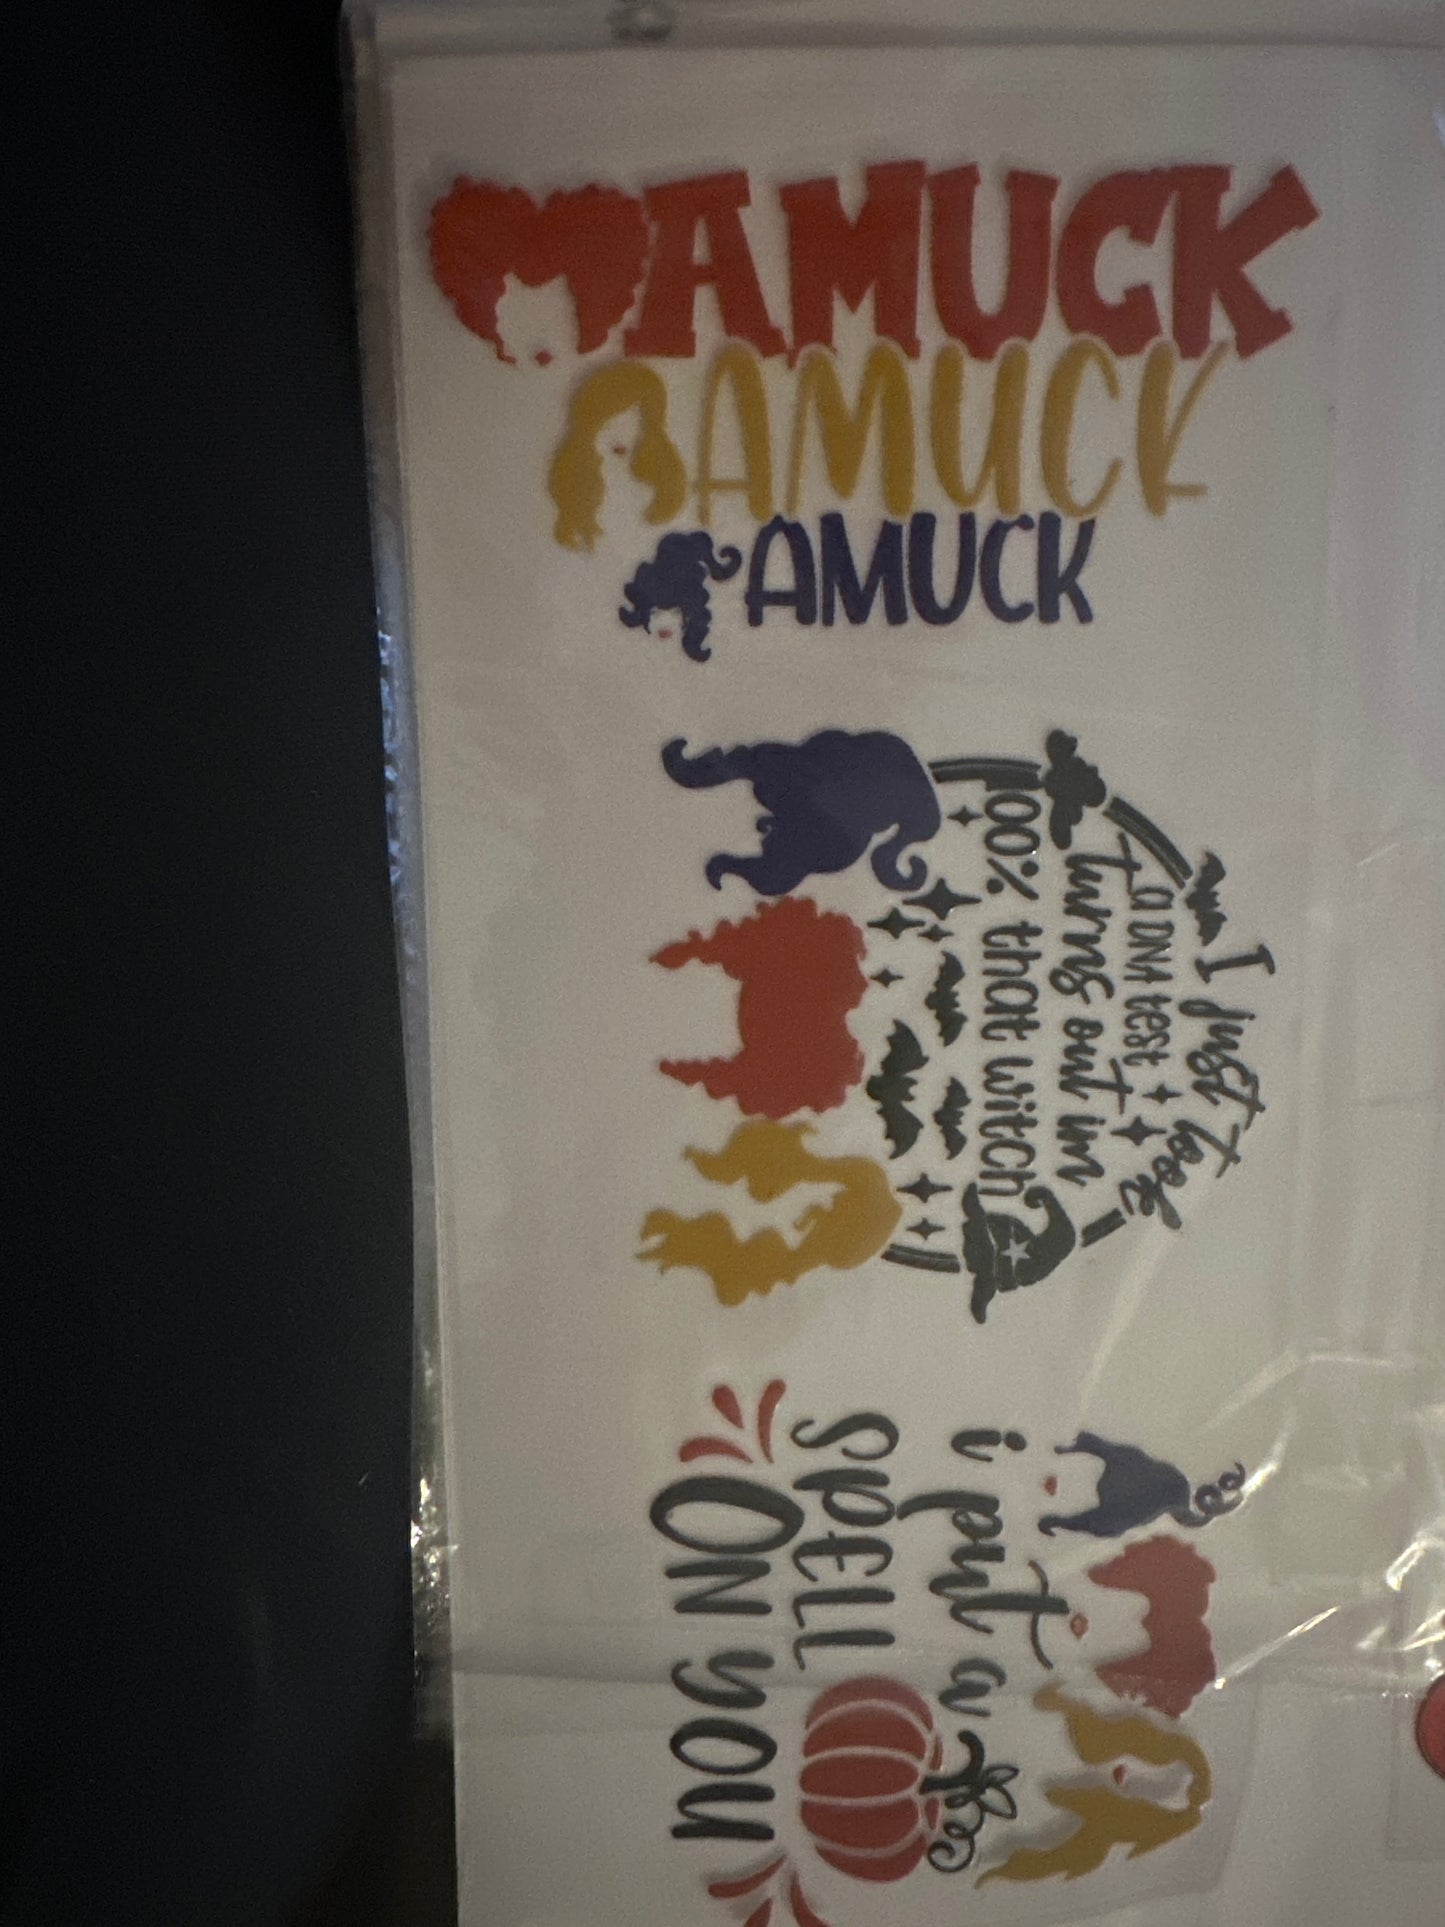 AMUCK
AMUCK
AMUCK
I just took
a DNA test
turns out im
100% that witch
i put a
spell
On you